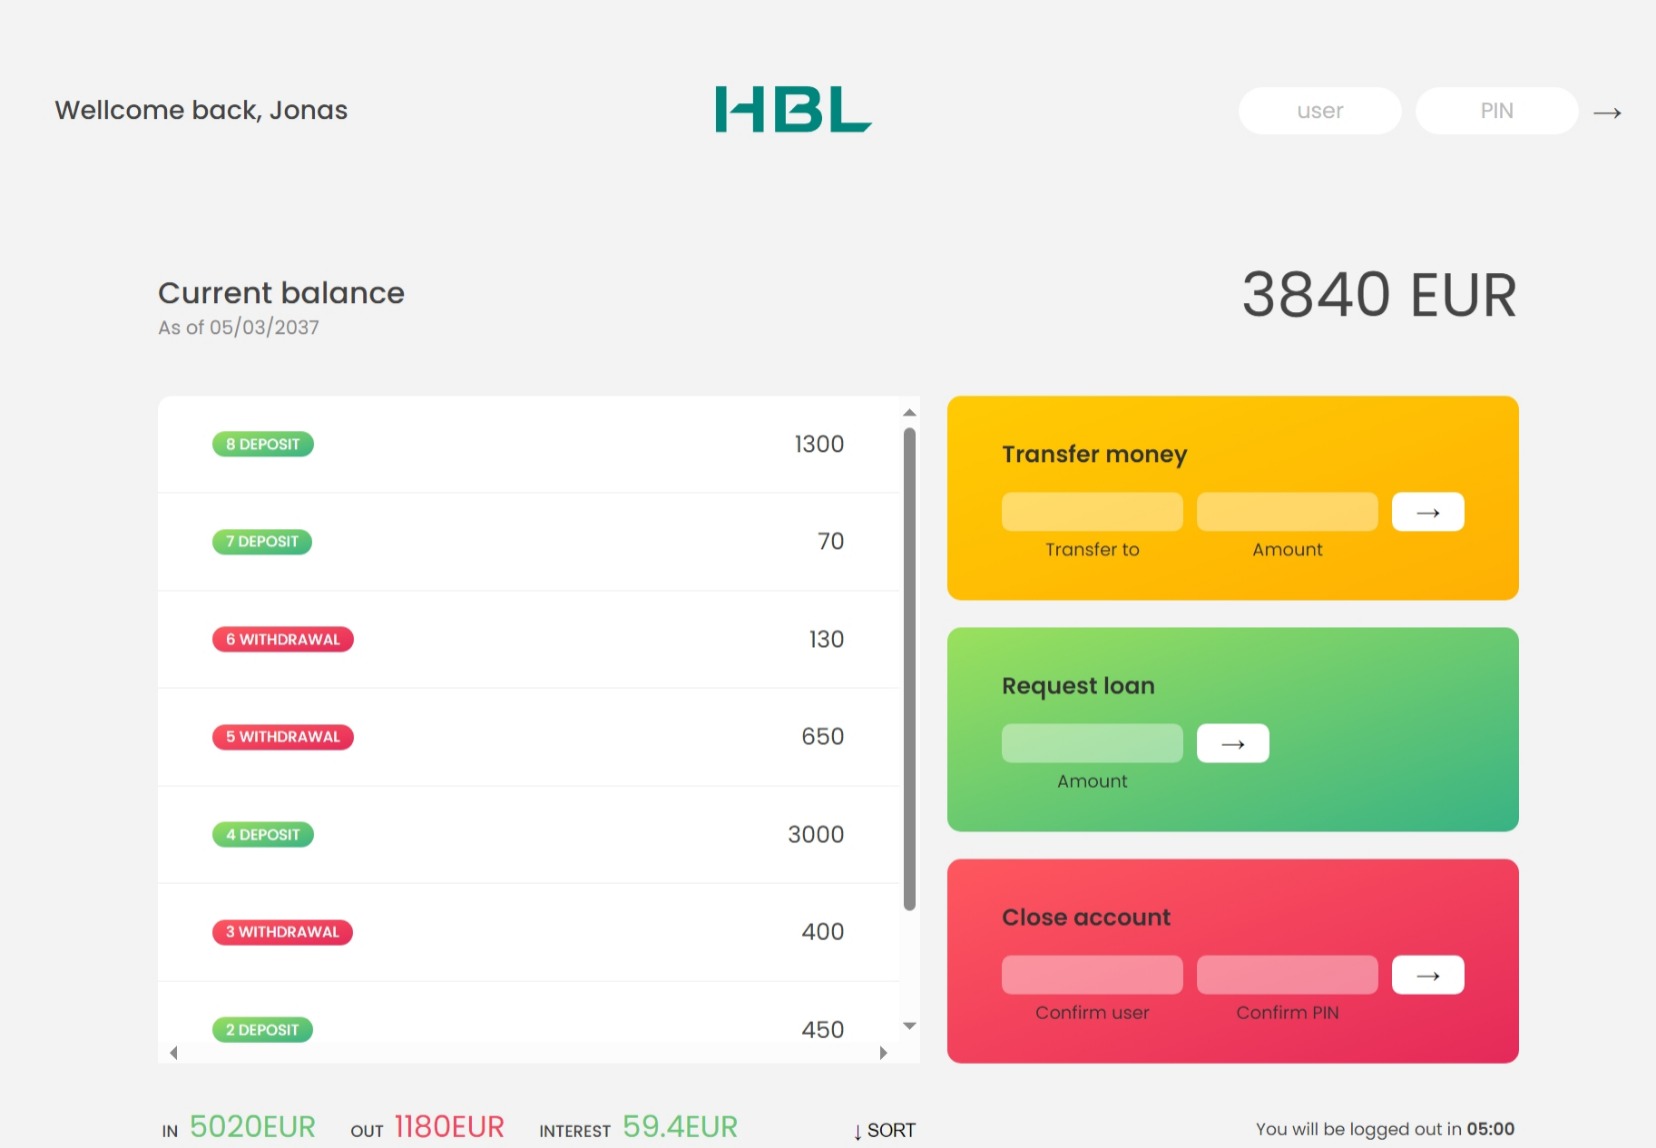 Wellcome back, Jonas
HBL
user
PIN
→
Current balance
As of 05/03/2037
3840 EUR
8 DEPOSIT 1300
7 DEPOSIT 70
6 WITHDRAWAL 130
5 WITHDRAWAL 650
4 DEPOSIT 3000
3 WITHDRAWAL 400
2 DEPOSIT 450
Transfer money
→
Transfer to Amount
Request loan
→
Amount
Close account
→
Confirm user Confirm PIN
IN 5020EUR OUT 1180EUR INTEREST 59.4EUR ↓ SORT
You will be logged out in 05:00